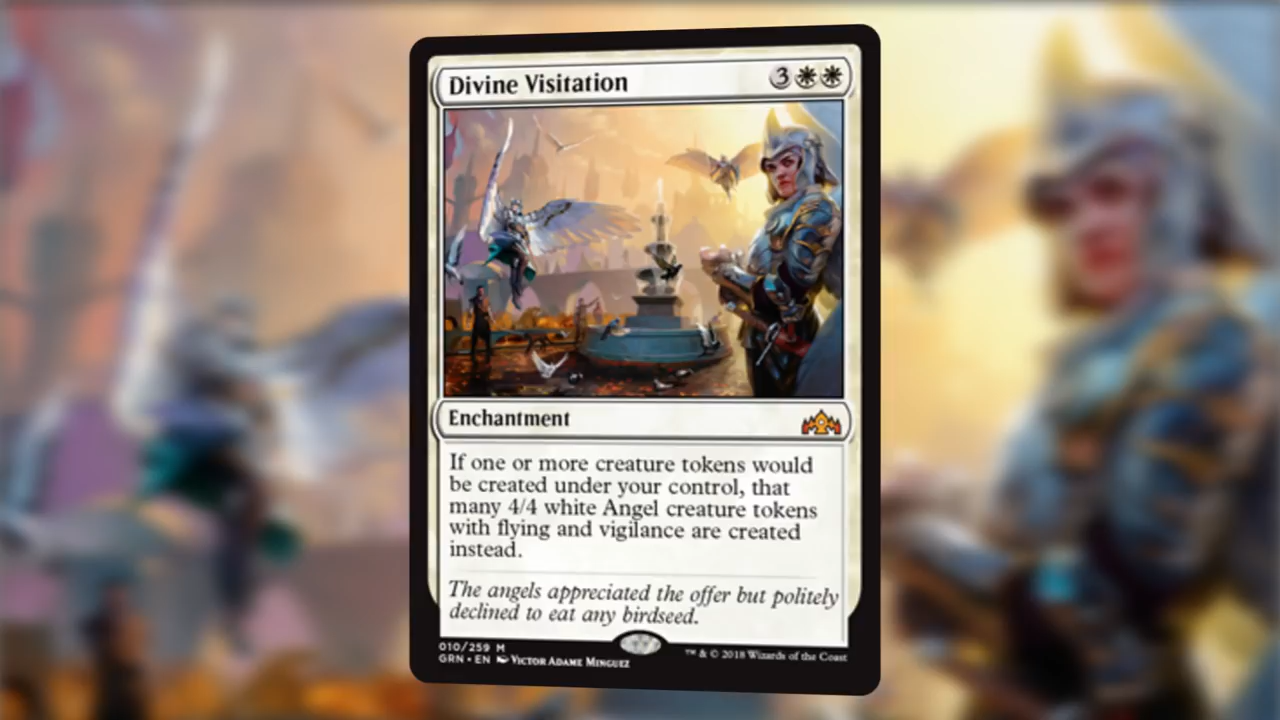 Divine Visitation 3
Enchantment
If one or more creature tokens would
be created under your control, that
many 4/4 white Angel creature tokens
with flying and vigilance are created
instead.
The angels appreciated the offer but politely
declined to eat any birdseed.
010/259 M
GRN • EN Victor Adame Minguez
™ & © 2018 Wizards of the Coast